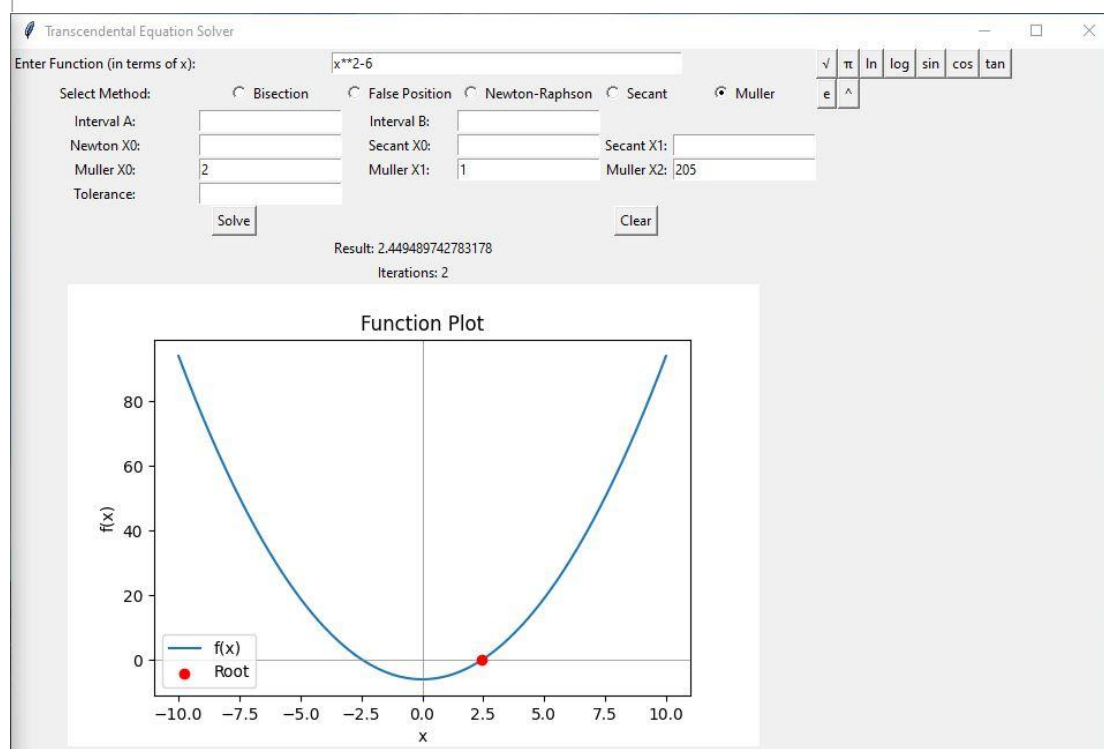 Transcendental Equation Solver
Enter Function (in terms of x): x**2-6 √ π ln log sin cos tan
Select Method: Bisection False Position Newton-Raphson Secant Muller e ^
Interval A: Interval B:
Newton X0: Secant X0: Secant X1:
Muller X0: 2 Muller X1: 1 Muller X2: 205
Tolerance:
Solve Clear
Result: 2.449489742783178
Iterations: 2
Function Plot
80
60
f(x)
40
20
0
f(x)
Root
−10.0 −7.5 −5.0 −2.5 0.0 2.5 5.0 7.5 10.0
x